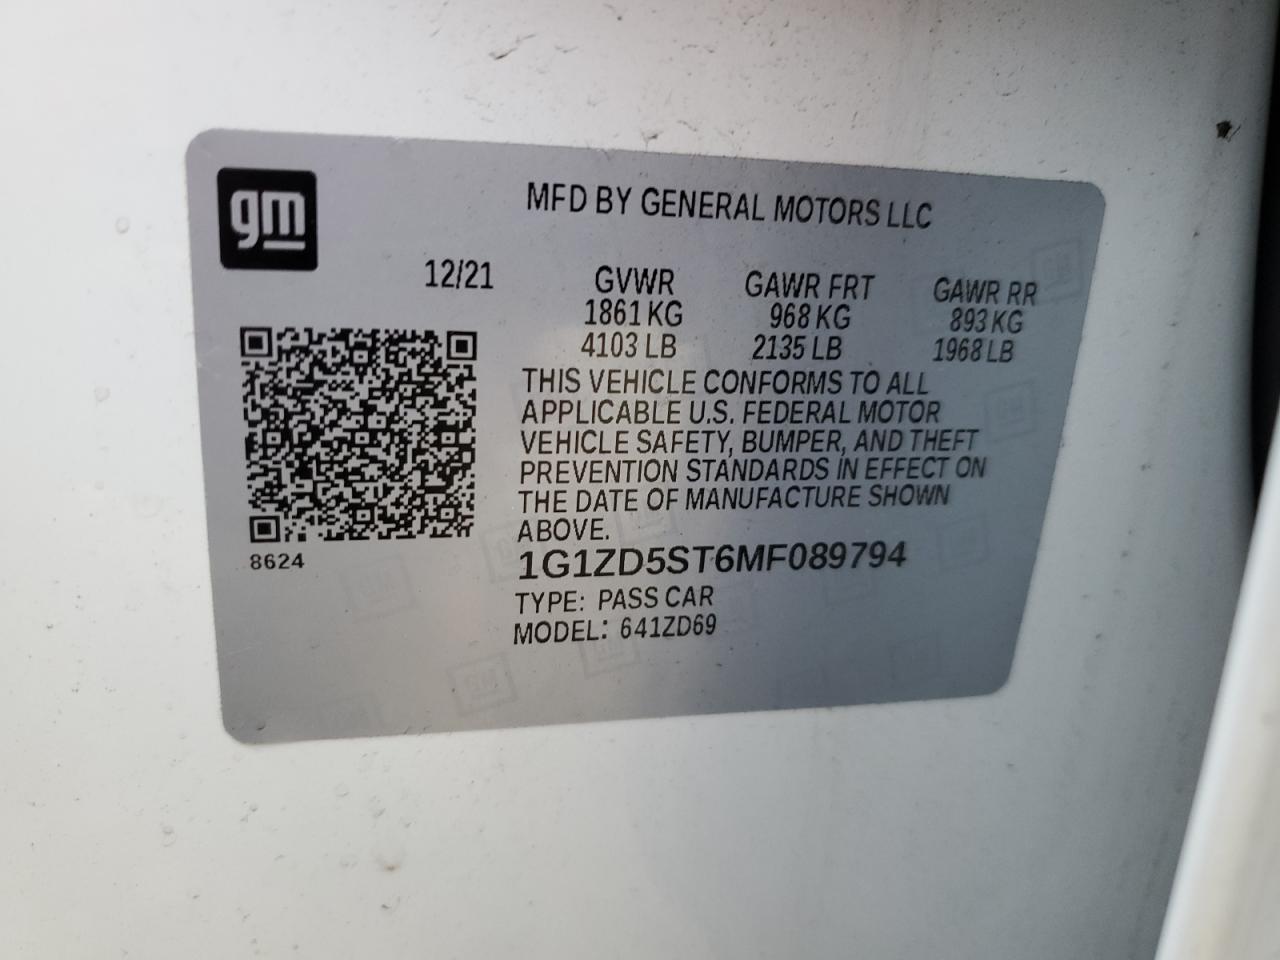 gm
MFD BY GENERAL MOTORS LLC
12/21 GVWR GAWR FRT GAWR RR
1861 KG 968 KG 893 KG
4103 LB 2135 LB 1968 LB
THIS VEHICLE CONFORMS TO ALL
APPLICABLE U.S. FEDERAL MOTOR
VEHICLE SAFETY, BUMPER, AND THEFT
PREVENTION STANDARDS IN EFFECT ON
THE DATE OF MANUFACTURE SHOWN
ABOVE.
8624
1G1ZD5ST6MF089794
TYPE: PASS CAR
MODEL: 641ZD69